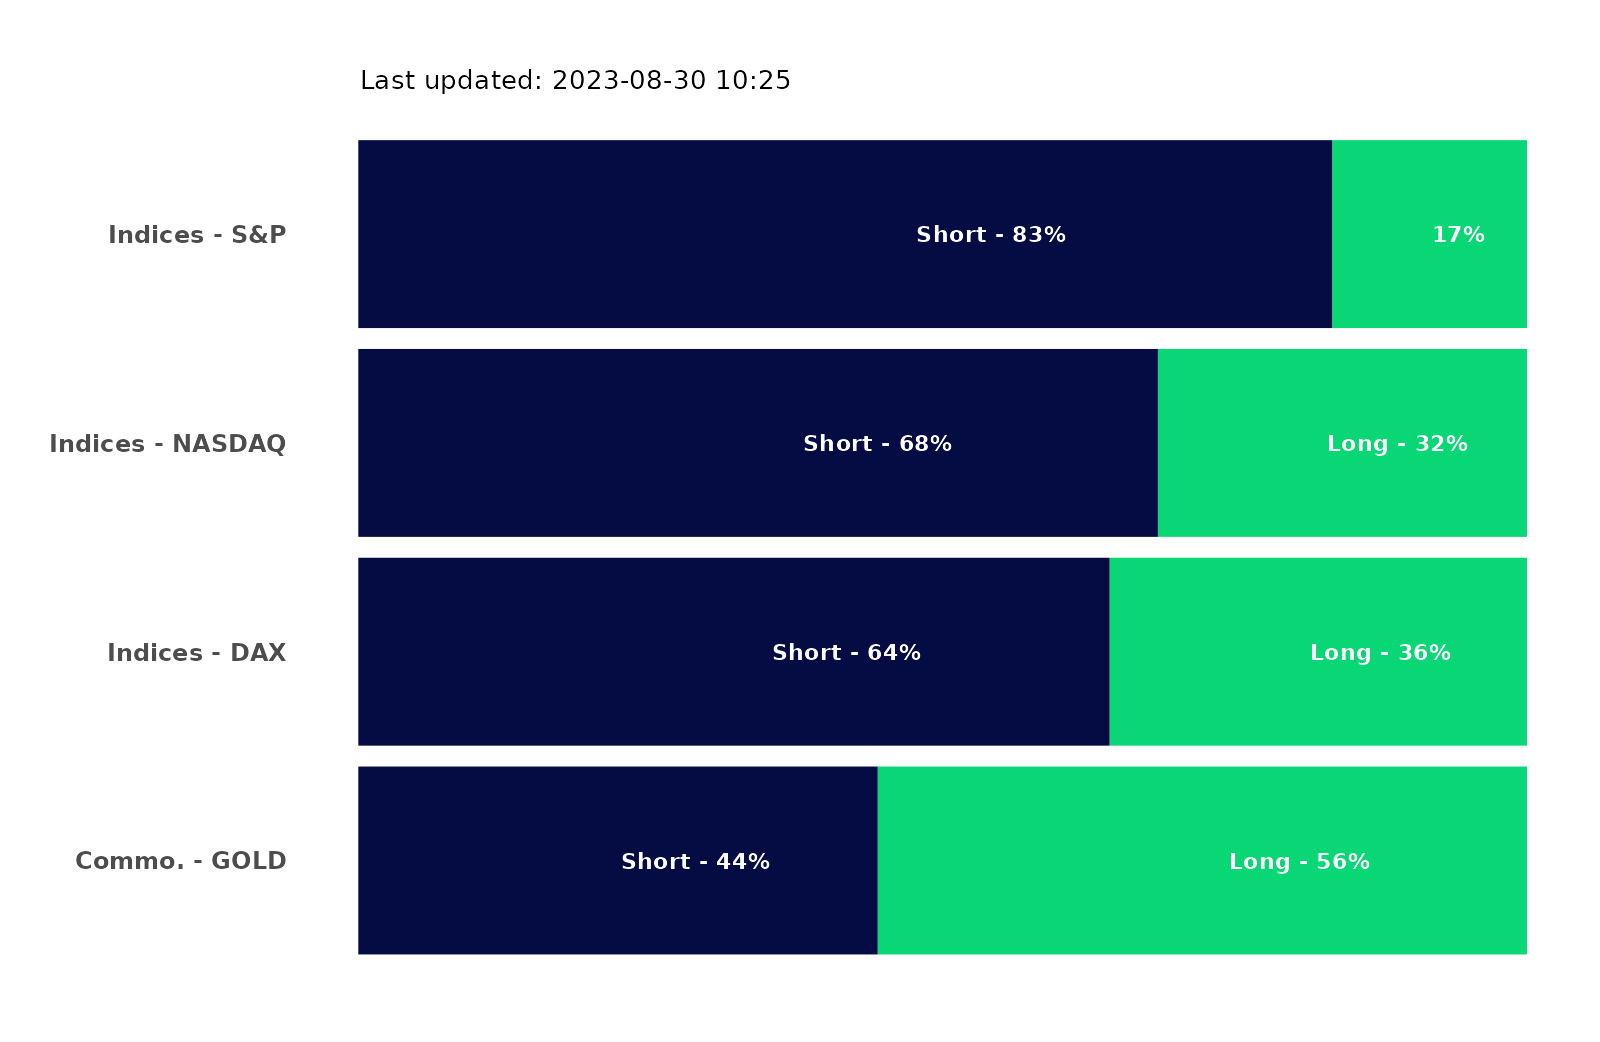 Last updated: 2023-08-30 10:25
Indices - S&P
Short - 83%
17%
Indices - NASDAQ
Short - 68%
Long - 32%
Indices - DAX
Short - 64%
Long - 36%
Commo. - GOLD
Short - 44%
Long - 56%